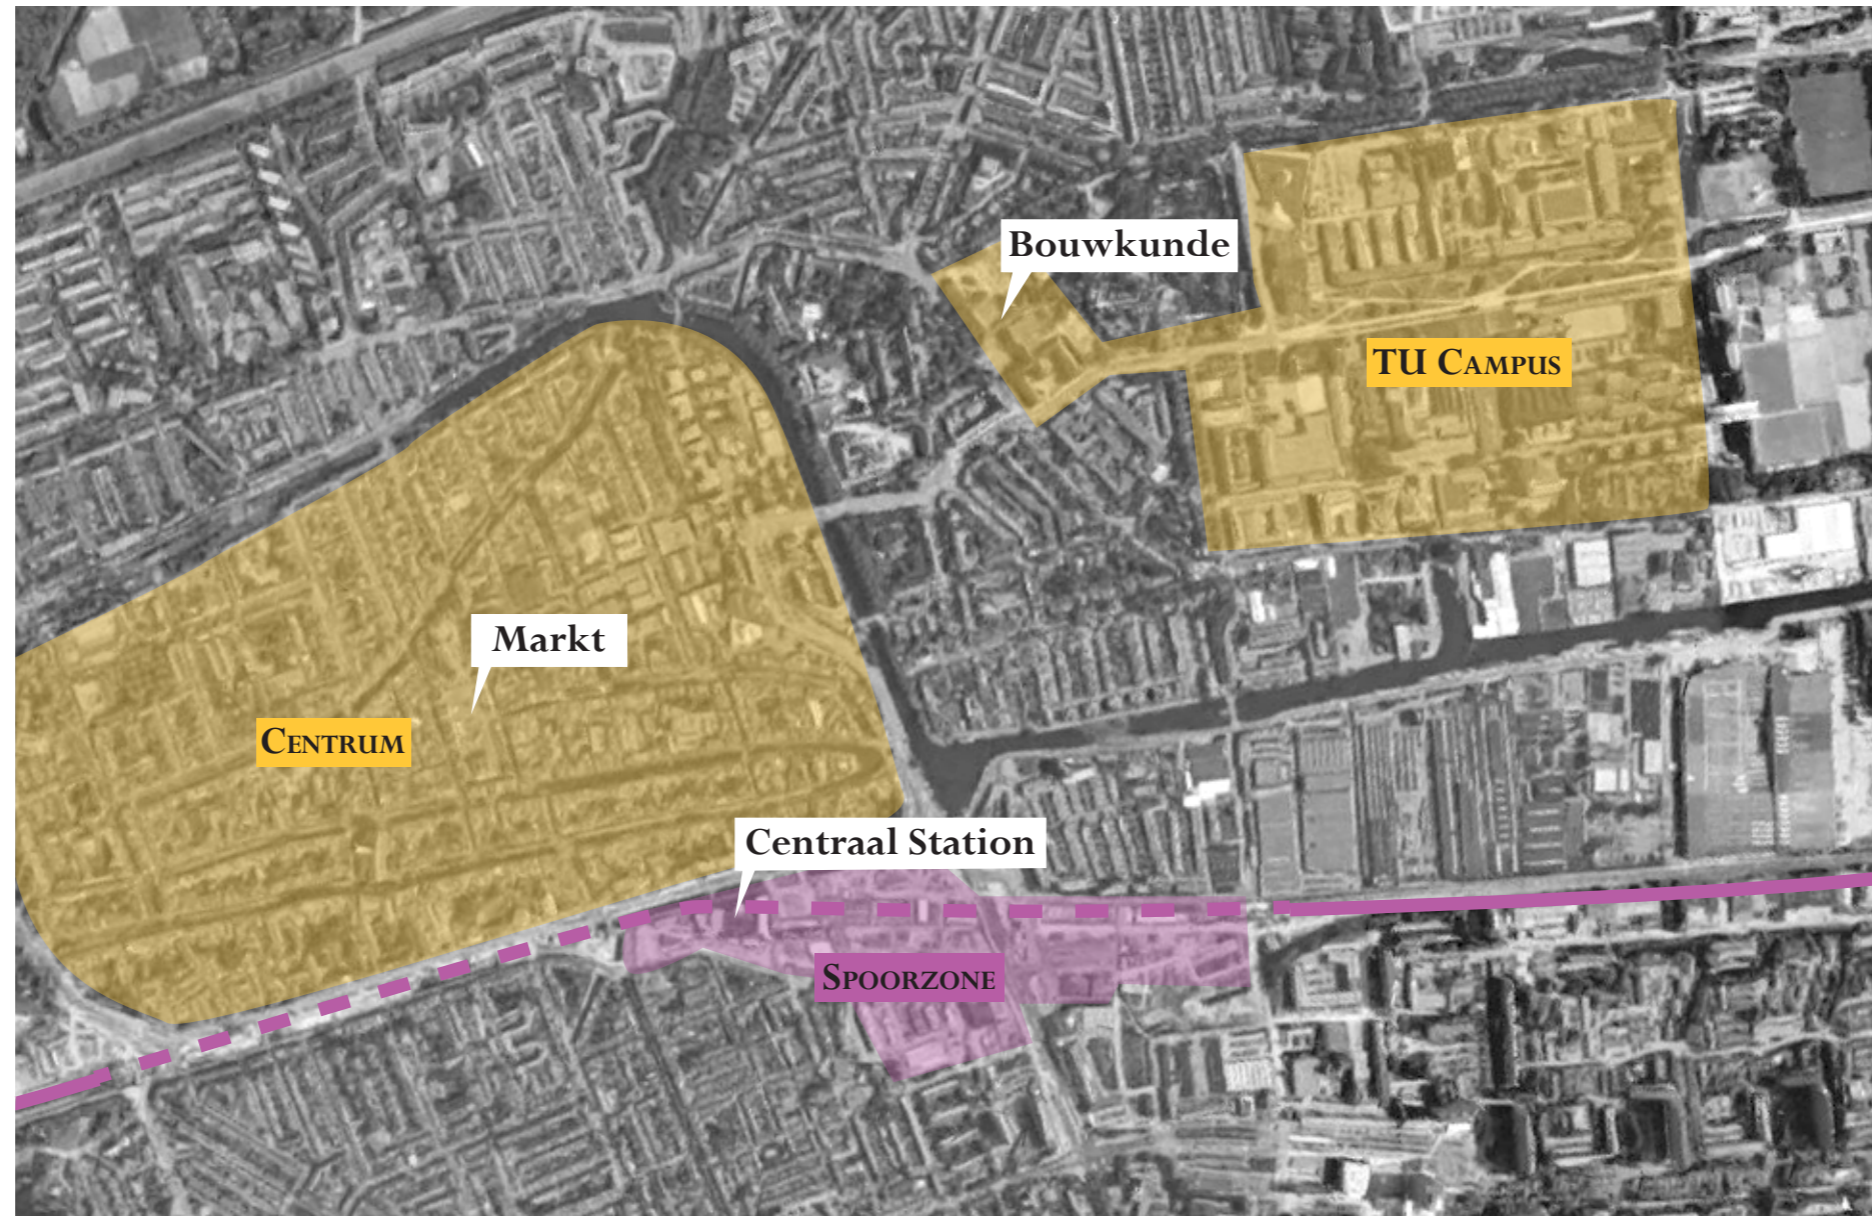 Bouwkunde
TU Campus
Markt
Centrum
Centraal Station
Spoorzone